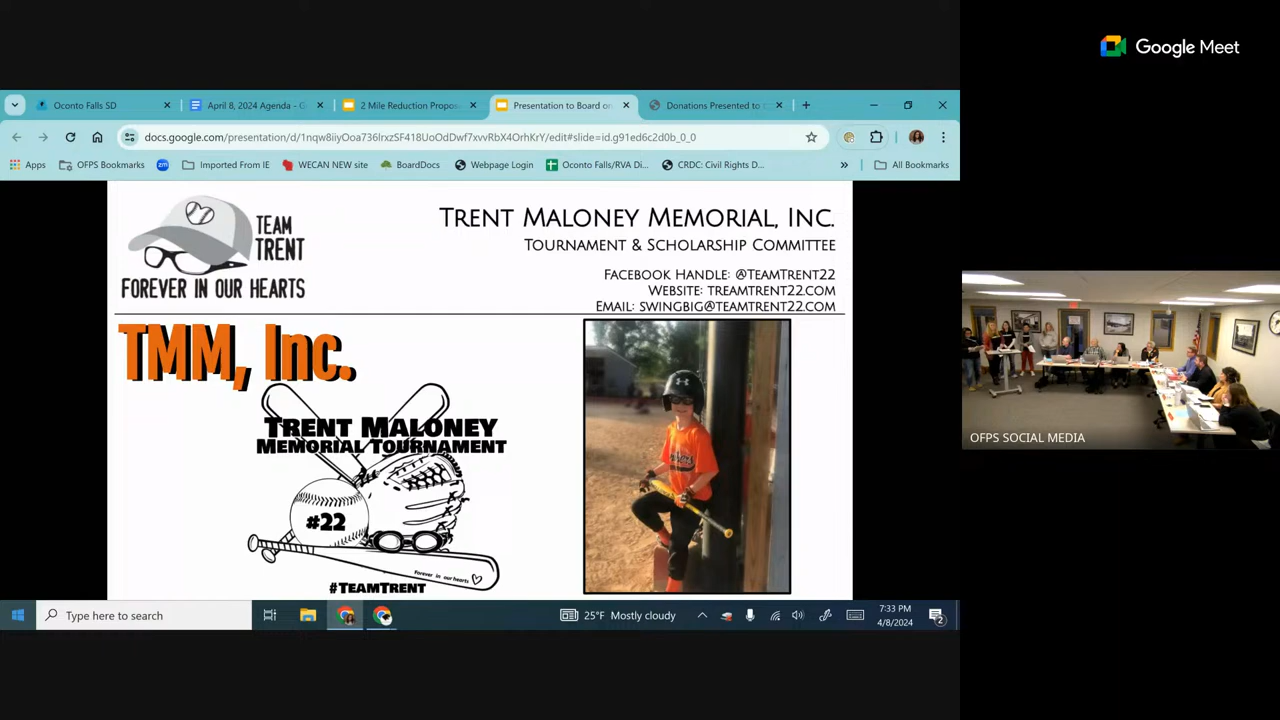 Google Meet
Oconto Falls SD
April 8, 2024 Agenda - G
2 Mile Reduction Propos
Presentation to Board on
Donations Presented to
docs.google.com/presentation/d/1nqw8iiyOoa736lrxzSF418UoOdDwf7xvvRbX4OrhKrY/edit#slide=id.g91ed6c2d0b_0_0
Apps
OFPS Bookmarks
zm
Imported From IE
WECAN NEW site
BoardDocs
Webpage Login
Oconto Falls/RVA Di...
CRDC: Civil Rights D...
»
All Bookmarks
TEAM
TRENT
FOREVER IN OUR HEARTS
TRENT MALONEY MEMORIAL, INC.
TOURNAMENT & SCHOLARSHIP COMMITTEE
FACEBOOK HANDLE: @TEAMTRENT22
WEBSITE: TREAMTRENT22.COM
EMAIL: SWINGBIG@TEAMTRENT22.COM
TMM, Inc.
TRENT MALONEY
MEMORIAL TOURNAMENT
#22
Forever in our hearts
#TEAMTRENT
OFPS SOCIAL MEDIA
Type here to search
25°F Mostly cloudy
7:33 PM
4/8/2024
2